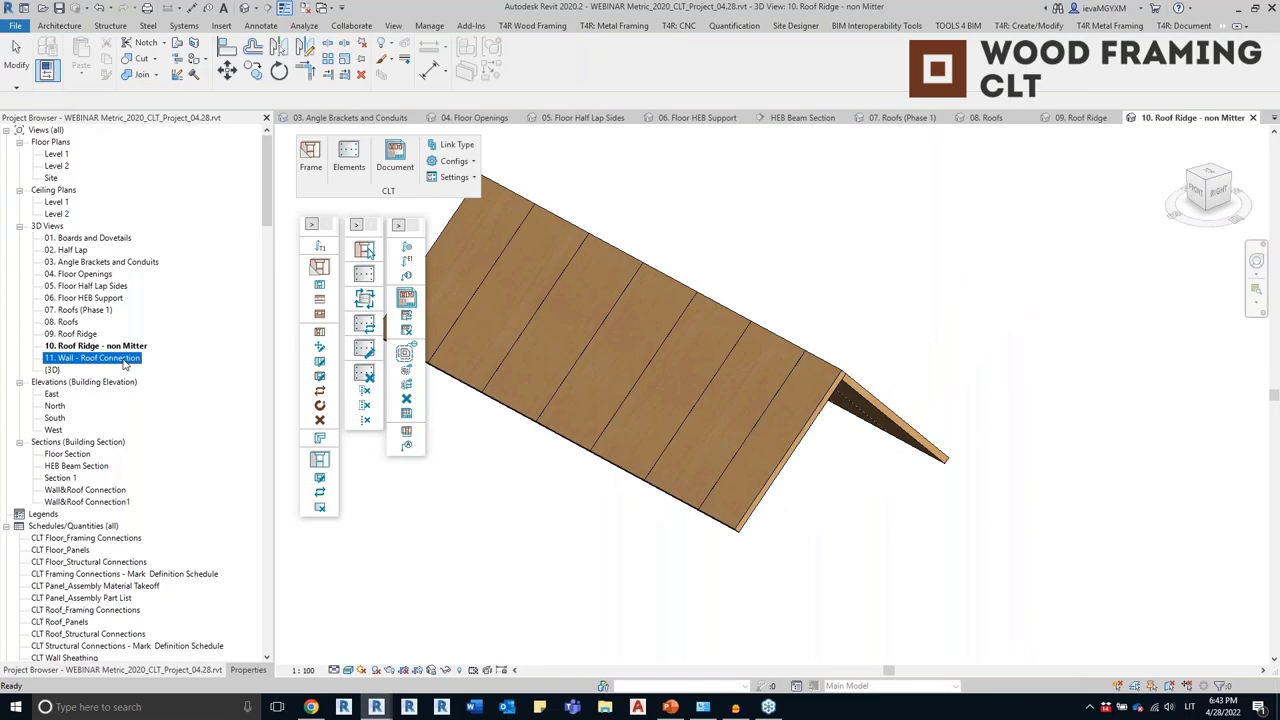 Autodesk Revit 2020.2 - WEBINAR Metric_2020_CLT_Project_04.28.rvt - 3D View: 10. Roof Ridge - non Mitter
ievaMGYXM
File Architecture Structure Steel Systems Insert Annotate Analyze Collaborate View Manage Add-Ins T4R Wood Framing T4R: Metal Framing T4R: CNC Quantification Site Designer BIM Interoperability Tools TOOLS 4 BIM T4R: Create/Modify T4R Metal Framing T4R: Document
Modify Paste Notch Cut Join
WOOD FRAMING
CLT
Project Browser - WEBINAR Metric_2020_CLT_Project_04.28.rvt
03. Angle Brackets and Conduits 04. Floor Openings 05. Floor Half Lap Sides 06. Floor HEB Support HEB Beam Section 07. Roofs (Phase 1) 08. Roofs 09. Roof Ridge 10. Roof Ridge - non Mitter
Views (all)
Floor Plans
Level 1
Level 2
Site
Ceiling Plans
Level 1
Level 2
3D Views
01. Boards and Dovetails
02. Half Lap
03. Angle Brackets and Conduits
04. Floor Openings
05. Floor Half Lap Sides
06. Floor HEB Support
07. Roofs (Phase 1)
08. Roofs
09. Roof Ridge
10. Roof Ridge - non Mitter
11. Wall - Roof Connection
{3D}
Elevations (Building Elevation)
East
North
South
West
Sections (Building Section)
Floor Section
HEB Beam Section
Section 1
Wall&Roof Connection
Wall&Roof Connection1
Legends
Schedules/Quantities (all)
CLT Floor_Framing Connections
CLT Floor_Panels
CLT Floor_Structural Connections
CLT Framing Connections - Mark Definition Schedule
CLT Panel_Assembly Material Takeoff
CLT Panel_Assembly Part List
CLT Roof_Framing Connections
CLT Roof_Panels
CLT Roof_Structural Connections
CLT Structural Connections - Mark Definition Schedule
CLT Wall Sheathing
Frame Elements Document
Link Type
Configs
Settings
CLT
TOP
FRONT
RIGHT
Project Browser - WEBINAR Metric_2020_CLT_Project_04.28.rvt Properties
1 : 100
Ready
:0
Main Model
:0
Type here to search
LIT
6:43 PM
4/28/2022